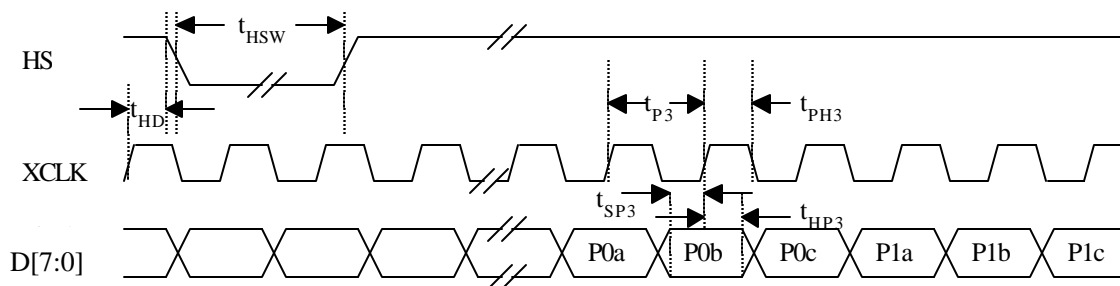 HS
t_HSW
t_HD
t_P3
t_PH3
XCLK
t_SP3
t_HP3
D[7:0]
P0a P0b P0c P1a P1b P1c